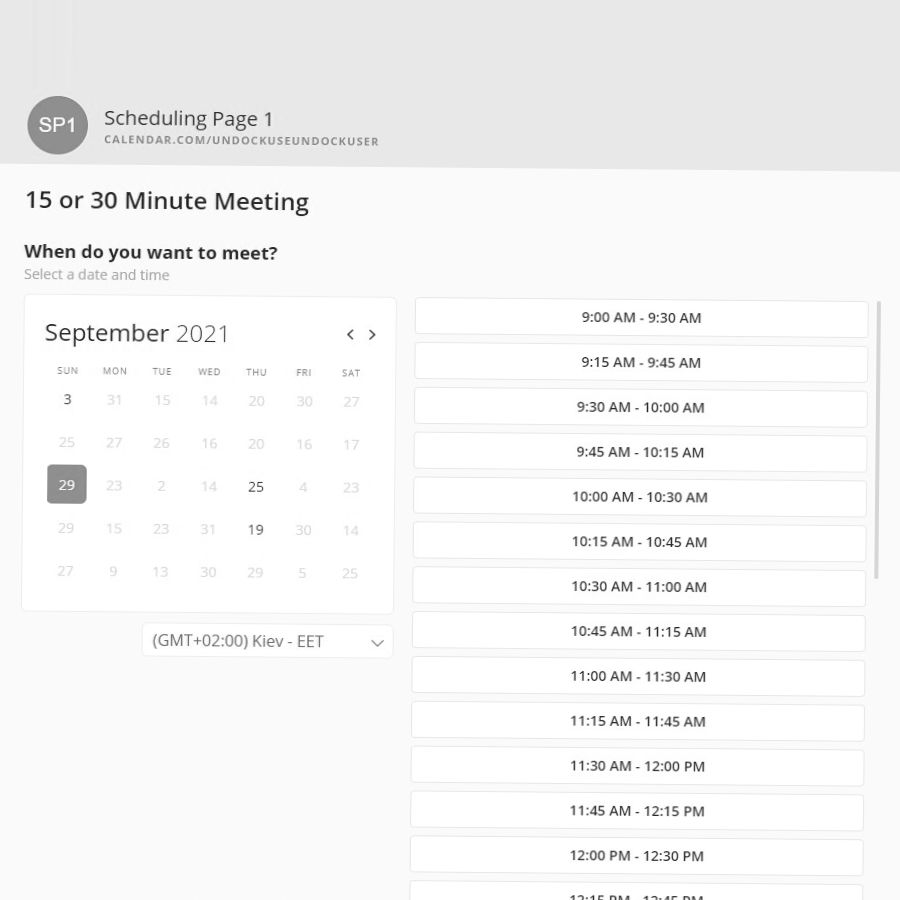 SP1
Scheduling Page 1
CALENDAR.COM/UNDOCKUSEUNDOCKUSER
15 or 30 Minute Meeting
When do you want to meet?
Select a date and time
September 2021
SUN MON TUE WED THU FRI SAT
3 31 15 14 20 30 27
25 27 26 16 20 16 17
29 23 2 14 25 4 23
29 15 23 31 19 30 14
27 9 13 30 29 5 25
(GMT+02:00) Kiev - EET
9:00 AM - 9:30 AM
9:15 AM - 9:45 AM
9:30 AM - 10:00 AM
9:45 AM - 10:15 AM
10:00 AM - 10:30 AM
10:15 AM - 10:45 AM
10:30 AM - 11:00 AM
10:45 AM - 11:15 AM
11:00 AM - 11:30 AM
11:15 AM - 11:45 AM
11:30 AM - 12:00 PM
11:45 AM - 12:15 PM
12:00 PM - 12:30 PM
12:15 PM - 12:45 PM